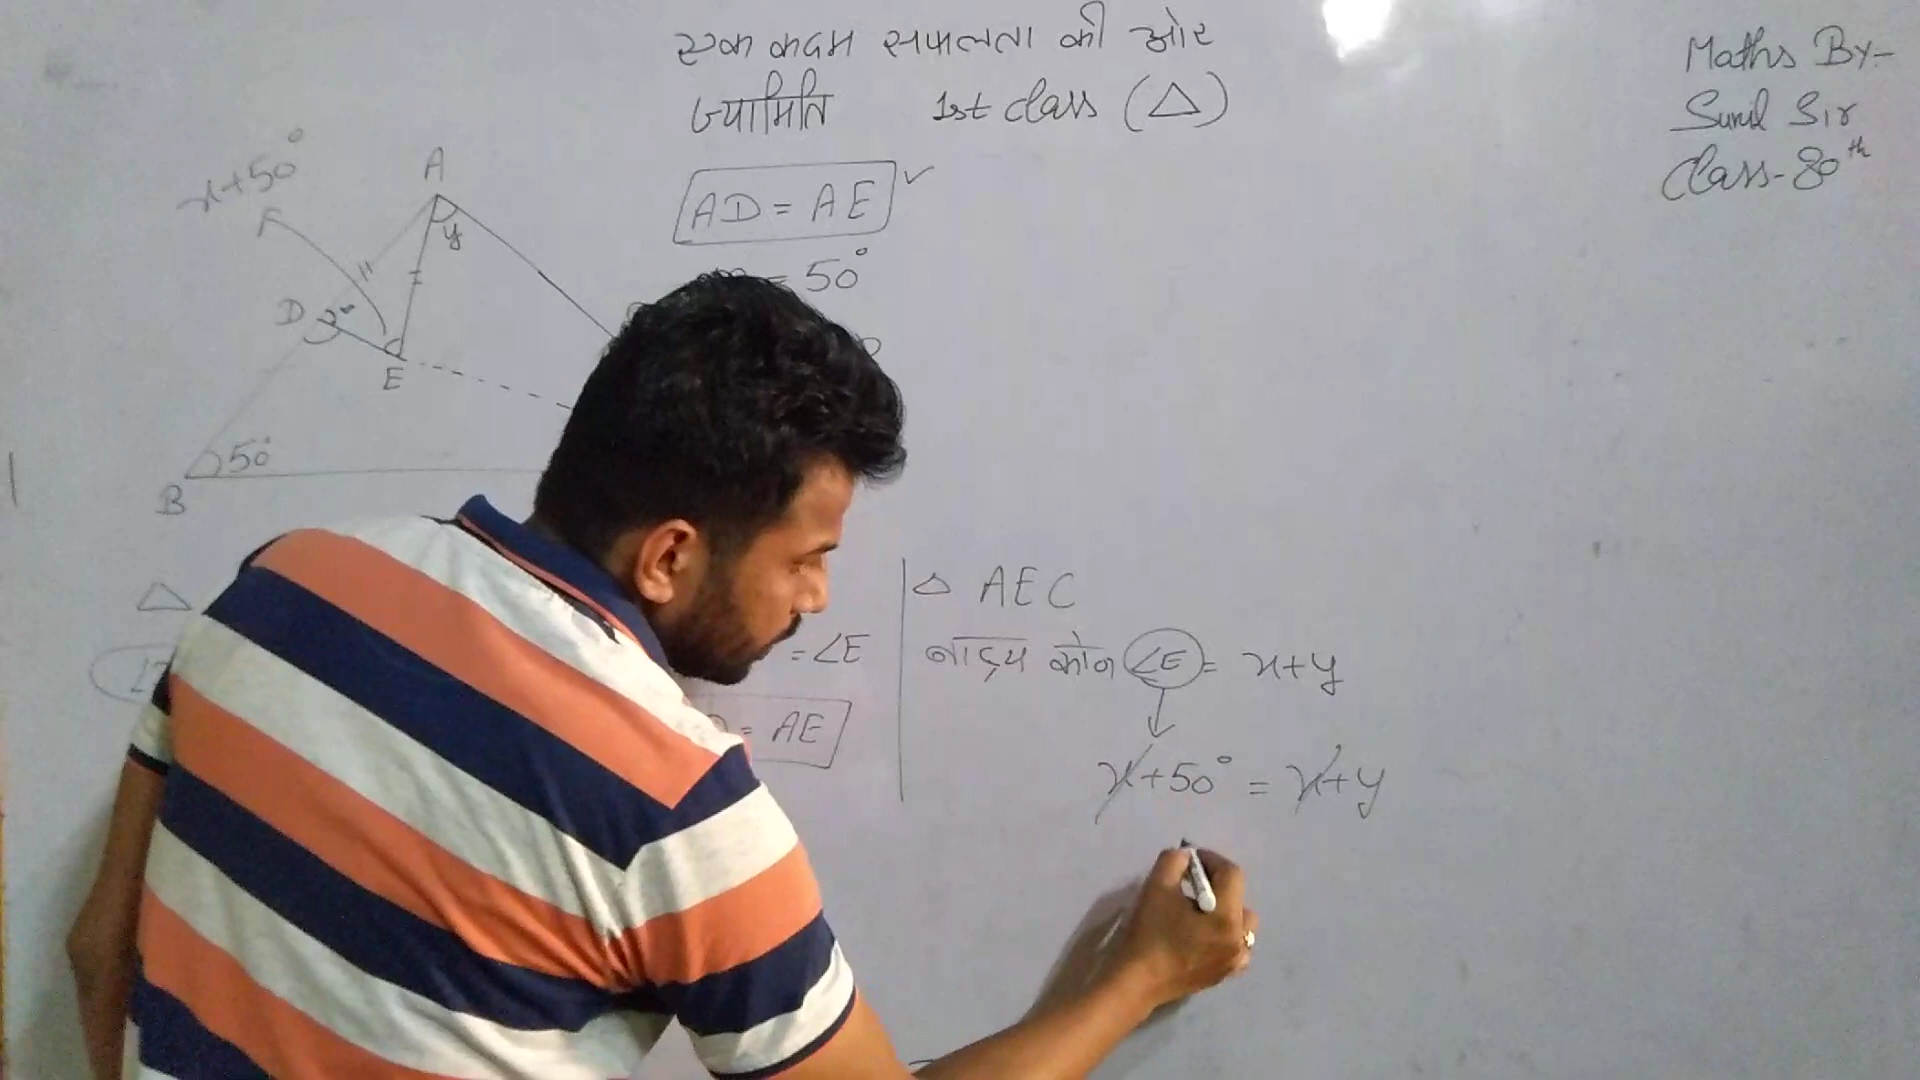 एक कदम सफलता की ओर
ज्यामिति 1st class (△)
Maths By-
Sunil Sir
Class-80th
x+50°
A
y
D
E
50°
B
AD = AE ✓
= 50°
△
= ∠E
= AE
△ AEC
बाह्य कोण ∠E = x+y
x+50° = x+y